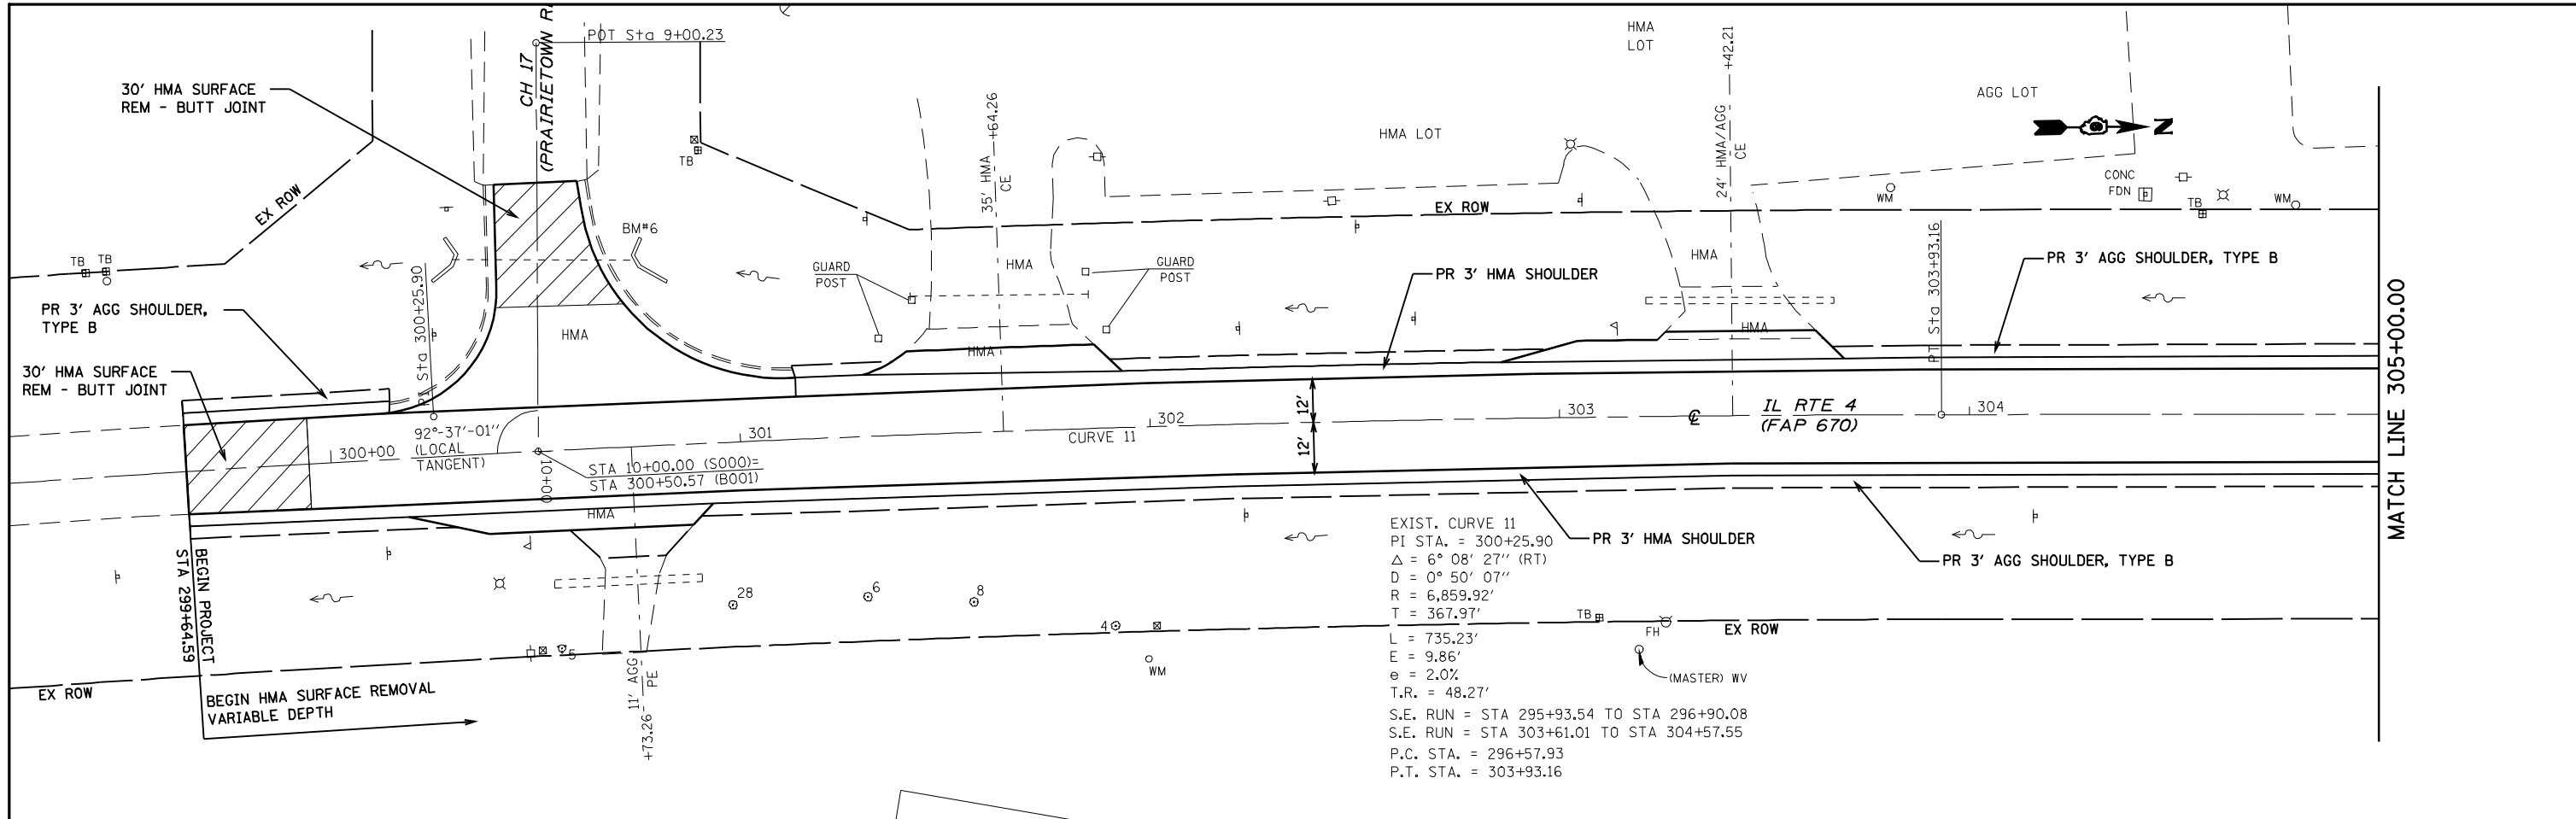 POT Sta 9+00.23
CH 17
(PRAIRIETOWN R
30' HMA SURFACE
REM - BUTT JOINT
EX ROW
TB
TB
TB
BM#6
35' HMA
+64.26
CE
HMA LOT
HMA
LOT
24' HMA/AGG
+42.21
CE
AGG LOT
N
CONC
FDN
WM
TB
WM
EX ROW
GUARD
POST
HMA
GUARD
POST
HMA
PR 3' HMA SHOULDER
PT Sta 303+93.16
PR 3' AGG SHOULDER, TYPE B
MATCH LINE 305+00.00
PR 3' AGG SHOULDER,
TYPE B
PI Sta 300+25.90
HMA
HMA
HMA
30' HMA SURFACE
REM - BUTT JOINT
300+00
92°-37'-01"
(LOCAL
TANGENT)
10+00
STA 10+00.00 (S000)=
STA 300+50.57 (B001)
301
CURVE 11
302
12'
12'
303
℄
IL RTE 4
(FAP 670)
304
HMA
BEGIN PROJECT
STA 299+64.59
28
6
8
4
5
11' AGG
+73.26
PE
WM
PR 3' HMA SHOULDER
PR 3' AGG SHOULDER, TYPE B
TB
FH
EX ROW
(MASTER) WV
EX ROW
BEGIN HMA SURFACE REMOVAL
VARIABLE DEPTH
EXIST. CURVE 11
PI STA. = 300+25.90
Δ = 6° 08' 27" (RT)
D = 0° 50' 07"
R = 6,859.92'
T = 367.97'
L = 735.23'
E = 9.86'
e = 2.0%
T.R. = 48.27'
S.E. RUN = STA 295+93.54 TO STA 296+90.08
S.E. RUN = STA 303+61.01 TO STA 304+57.55
P.C. STA. = 296+57.93
P.T. STA. = 303+93.16